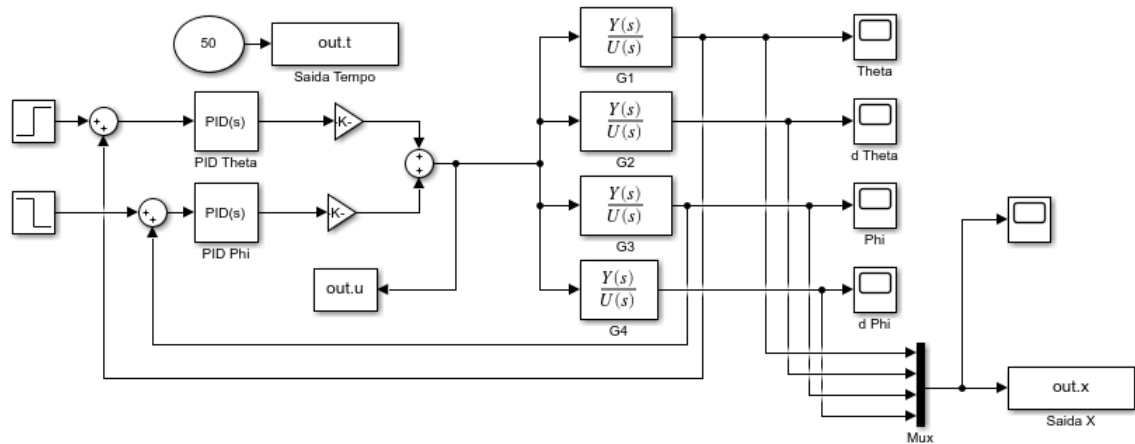 50
out.t
Saida Tempo
Y(s)
U(s)
G1
Theta
+
+
PID(s)
PID Theta
-K-
+
+
Y(s)
U(s)
G2
d Theta
+
+
PID(s)
PID Phi
-K-
Y(s)
U(s)
G3
Phi
out.u
Y(s)
U(s)
G4
d Phi
Mux
out.x
Saida X